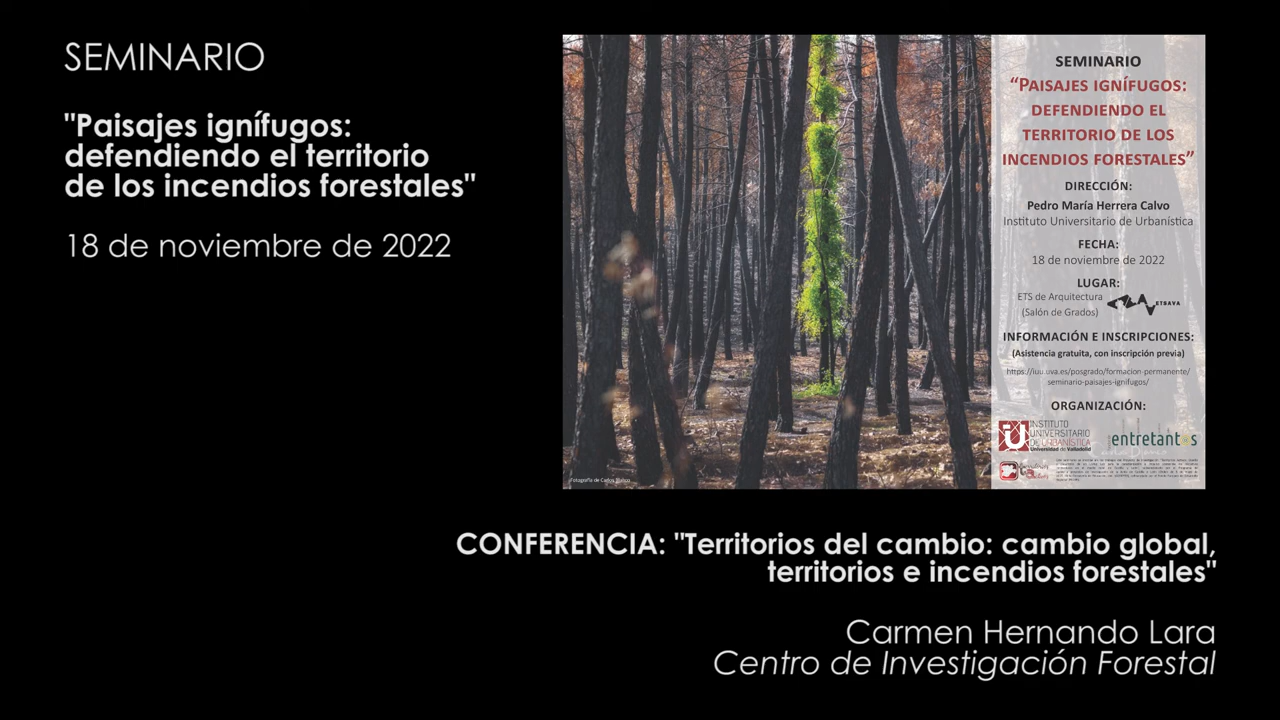 SEMINARIO
"Paisajes ignífugos:
defendiendo el territorio
de los incendios forestales"
18 de noviembre de 2022
SEMINARIO
“PAISAJES IGNÍFUGOS:
DEFENDIENDO EL
TERRITORIO DE LOS
INCENDIOS FORESTALES”
DIRECCIÓN:
Pedro María Herrera Calvo
Instituto Universitario de Urbanística
FECHA:
18 de noviembre de 2022
LUGAR:
ETS de Arquitectura
(Salón de Grados)
ETSAVA
INFORMACIÓN E INSCRIPCIONES:
(Asistencia gratuita, con inscripción previa)
https://iuu.uva.es/posgrado/formacion-permanente/
seminario-paisajes-ignifugos/
ORGANIZACIÓN:
INSTITUTO
UNIVERSITARIO
DE URBANÍSTICA
Universidad de Valladolid
entretantos
Fotografía de Carlos
CONFERENCIA: "Territorios del cambio: cambio global,
territorios e incendios forestales"
Carmen Hernando Lara
Centro de Investigación Forestal